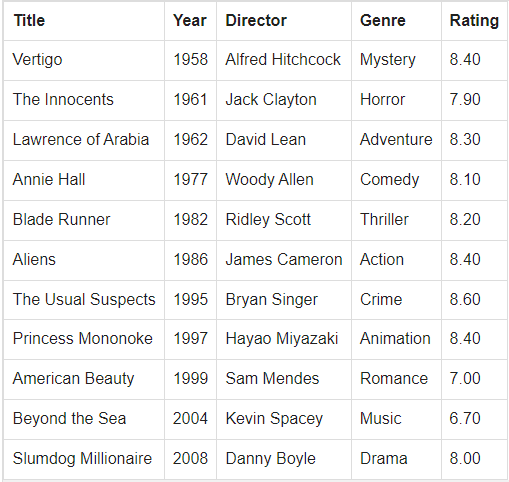 Title Year Director Genre Rating
Vertigo 1958 Alfred Hitchcock Mystery 8.40
The Innocents 1961 Jack Clayton Horror 7.90
Lawrence of Arabia 1962 David Lean Adventure 8.30
Annie Hall 1977 Woody Allen Comedy 8.10
Blade Runner 1982 Ridley Scott Thriller 8.20
Aliens 1986 James Cameron Action 8.40
The Usual Suspects 1995 Bryan Singer Crime 8.60
Princess Mononoke 1997 Hayao Miyazaki Animation 8.40
American Beauty 1999 Sam Mendes Romance 7.00
Beyond the Sea 2004 Kevin Spacey Music 6.70
Slumdog Millionaire 2008 Danny Boyle Drama 8.00